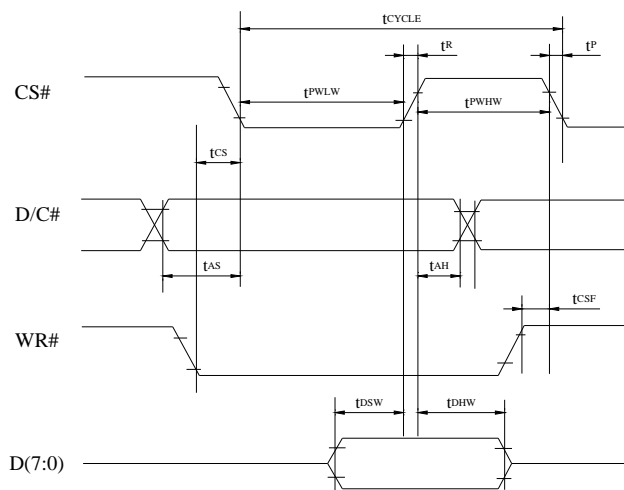 tCYCLE
tR
tP
CS#
tPWLW
tPWHW
tCS
D/C#
tAS
tAH
tCSF
WR#
tDSW
tDHW
D(7:0)